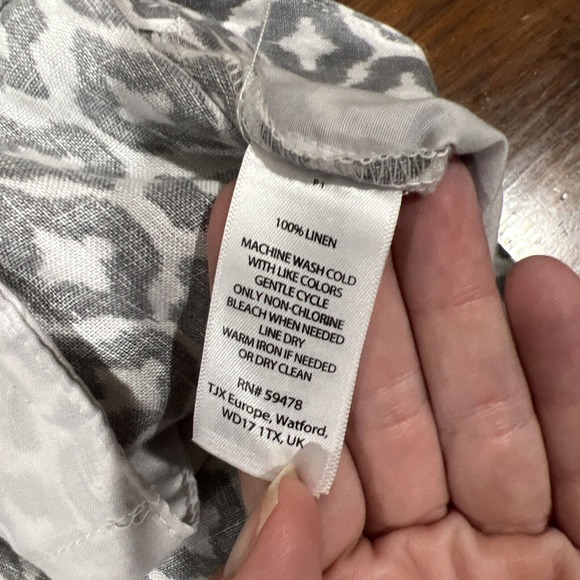 100% LINEN
MACHINE WASH COLD
WITH LIKE COLORS
GENTLE CYCLE
ONLY NON-CHLORINE
BLEACH WHEN NEEDED
LINE DRY
WARM IRON IF NEEDED
OR DRY CLEAN
RN# 59478
TJX Europe, Watford,
WD17 1TX, UK